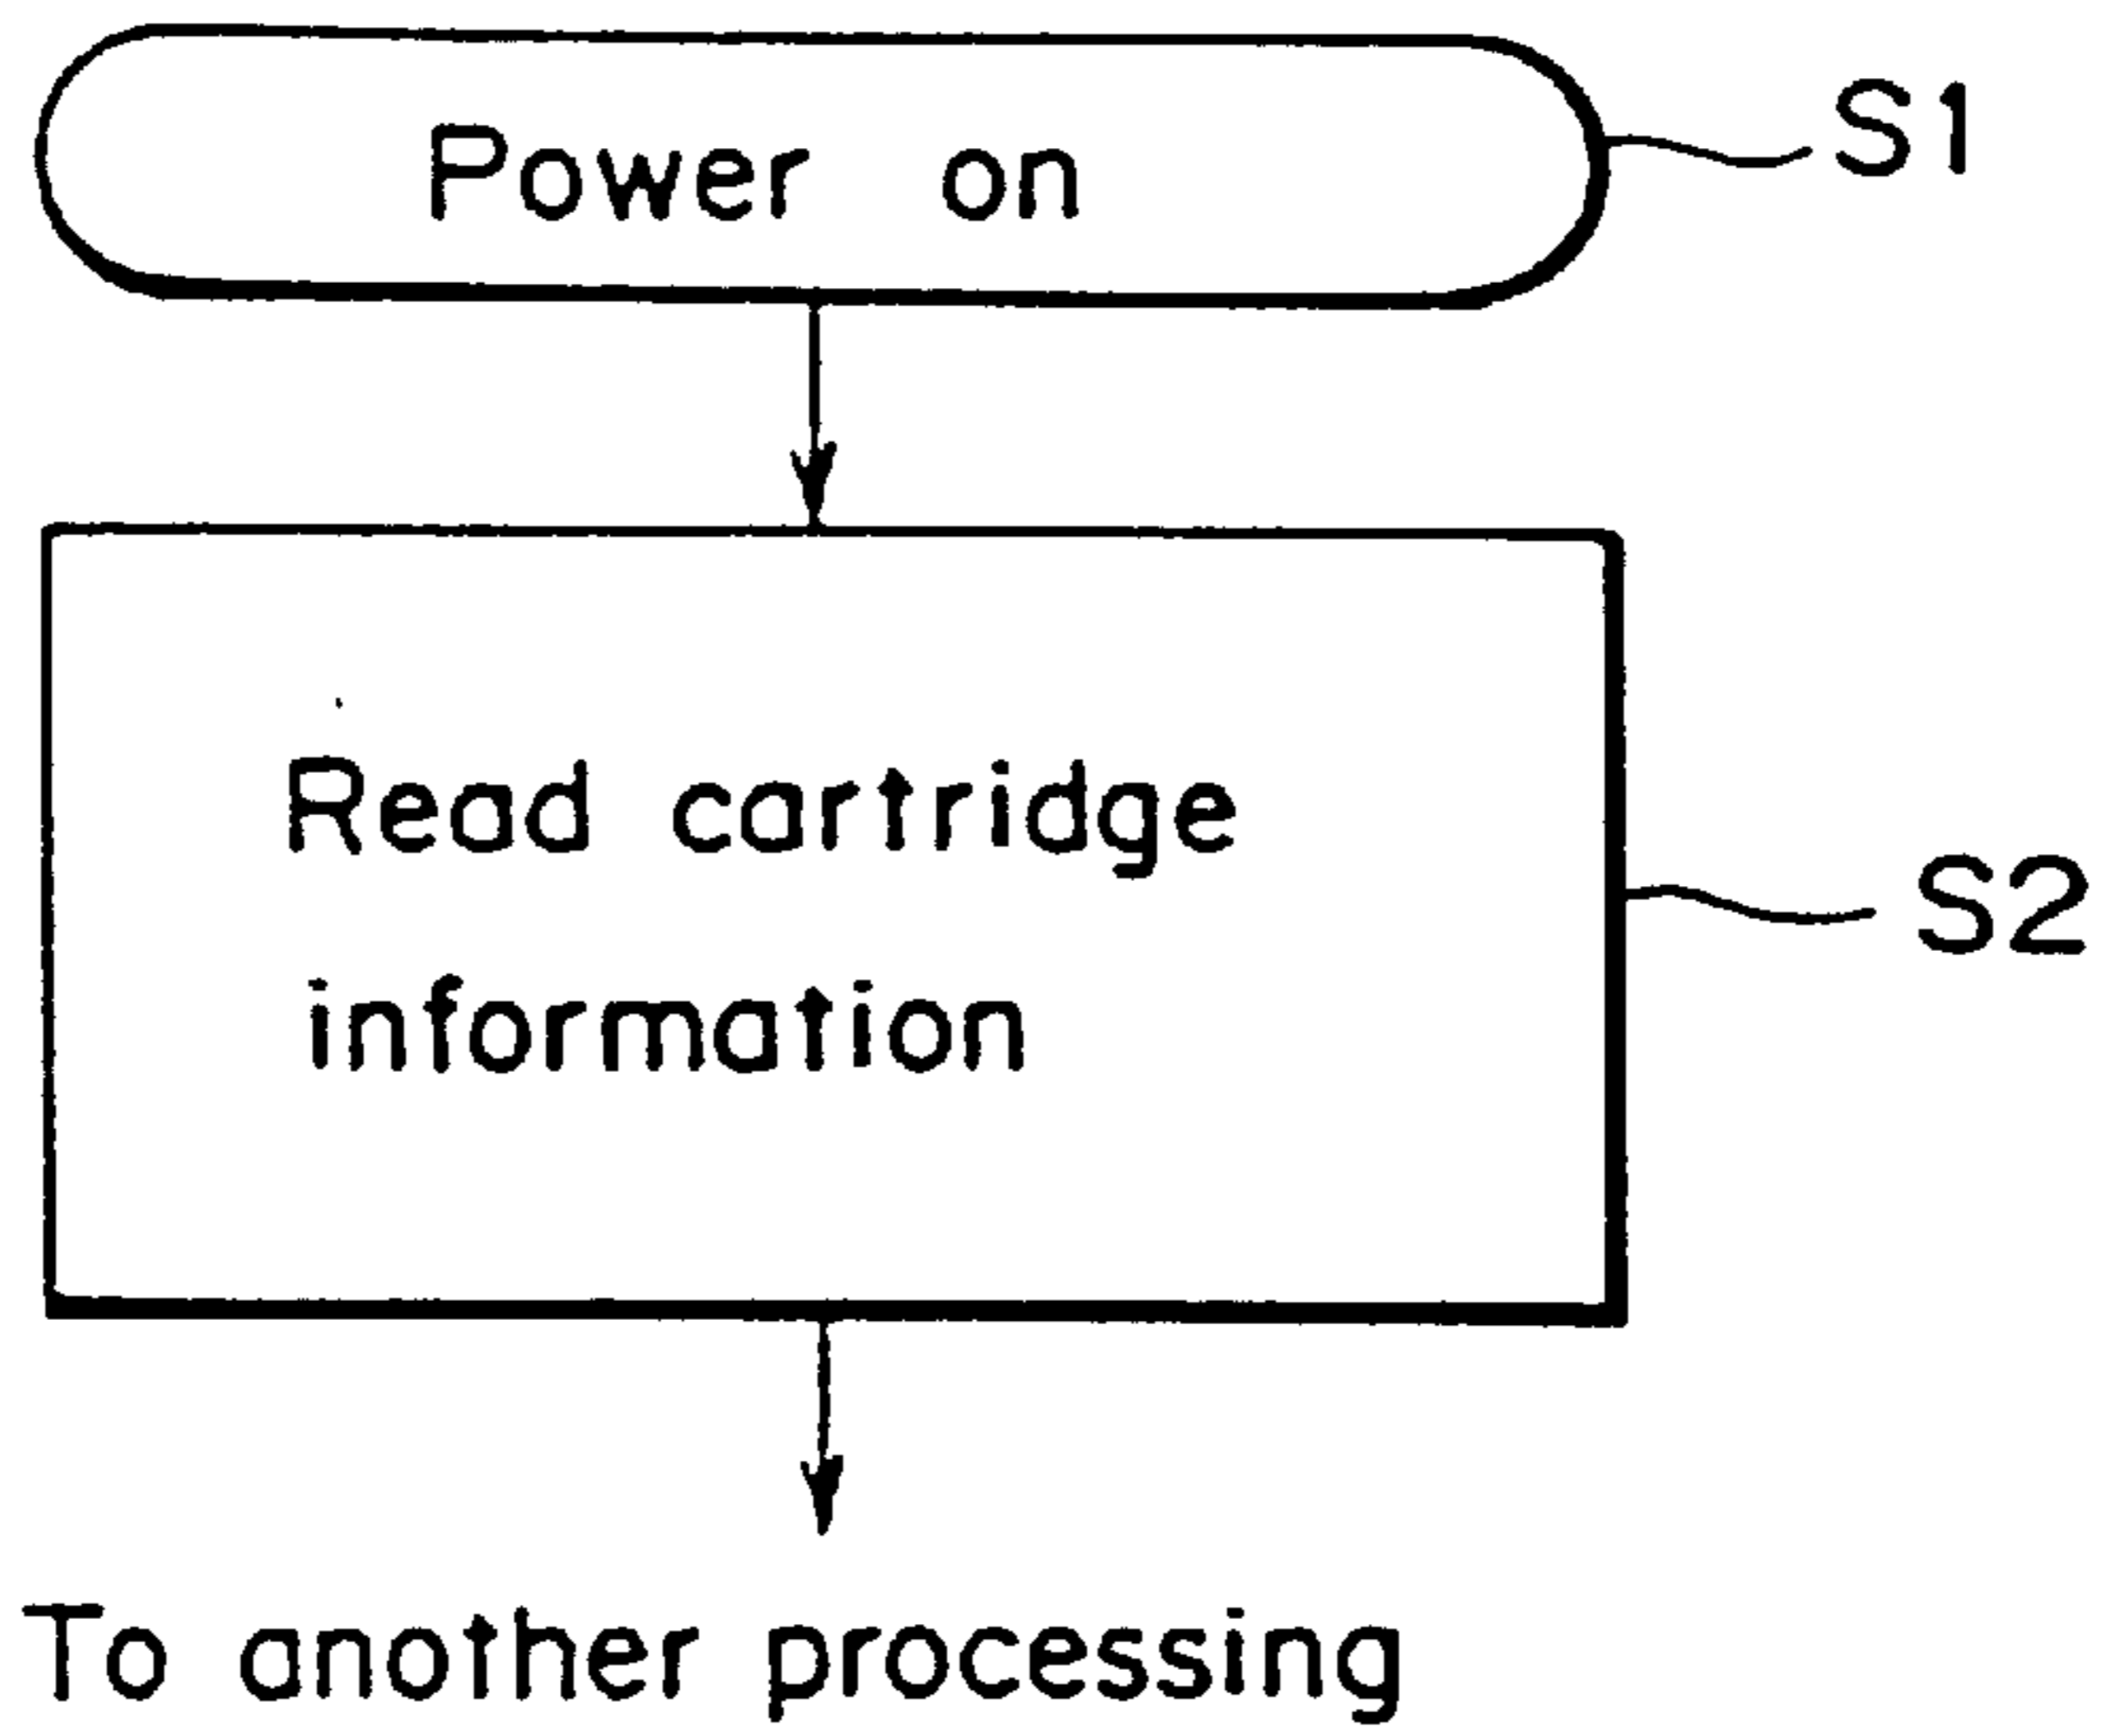 Power on
S1
Read cartridge
S2
information
To another processing